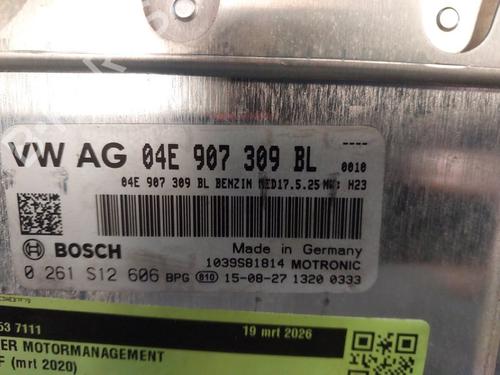 VW AG 04E 907 309 BL ----
0010
04E 907 309 BL BENZIN MED17.5.25 MW: H23
BOSCH
Made in Germany
1039S81814 MOTRONIC
0 261 S12 606 BPG 810 15-08-27 1320 0333
53 7111
19 mrt 2026
ER MOTORMANAGEMENT
F (mrt 2020)